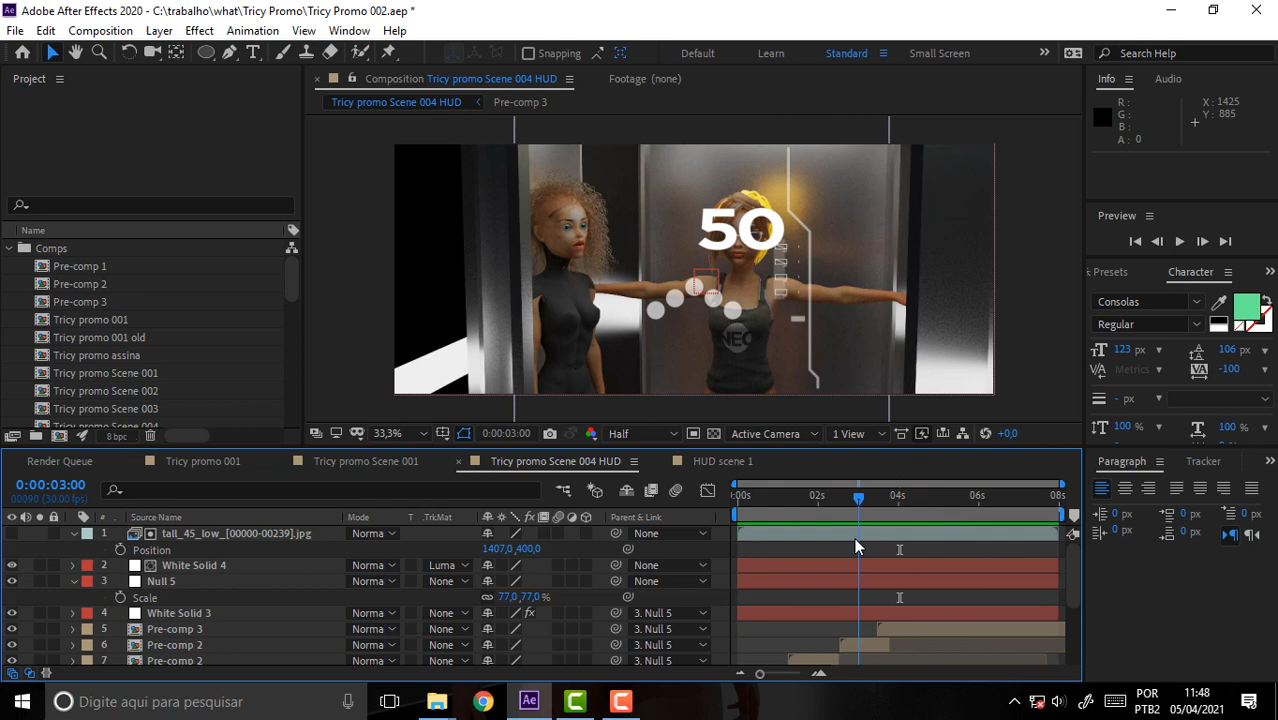 Adobe After Effects 2020 - C:\trabalho\what\Tricy Promo\Tricy Promo 002.aep *
File Edit Composition Layer Effect Animation View Window Help
Snapping Default Learn Standard Small Screen Search Help
Project
Composition Tricy promo Scene 004 HUD Footage (none)
Tricy promo Scene 004 HUD Pre-comp 3
Info Audio
R : X : 1425
G : Y : 885
B :
A : 0
50
NEO
Preview
Name
Comps
Pre-comp 1
Pre-comp 2
Pre-comp 3
Tricy promo 001
Tricy promo 001 old
Tricy promo assina
Tricy promo Scene 001
Tricy promo Scene 002
Tricy promo Scene 003
Tricy promo Scene 004
Presets Character
Consolas
Regular
123 px 106 px
Metrics -100
- px
100 % 100 %
8 bpc
33,3% 0:00:03:00 Half Active Camera 1 View +0,0
Render Queue Tricy promo 001 Tricy promo Scene 001 Tricy promo Scene 004 HUD HUD scene 1
Paragraph Tracker
0:00:03:00
00090 (30.00 fps)
:00s 02s 04s 06s 08s
# Source Name Mode T TrkMat Parent & Link
1 tall_45_low_[00000-00239].jpg Norma None
Position 1407,0,400,0
2 White Solid 4 Norma Luma None
3 Null 5 Norma None None
Scale 77,0,77,0 %
4 White Solid 3 Norma None 3. Null 5
5 Pre-comp 3 Norma None 3. Null 5
6 Pre-comp 2 Norma None 3. Null 5
7 Pre-comp 2 Norma None 3. Null 5
0 px 0 px
0 px 0 px
0 px
Digite aqui para pesquisar
POR
PTB2
11:48
05/04/2021